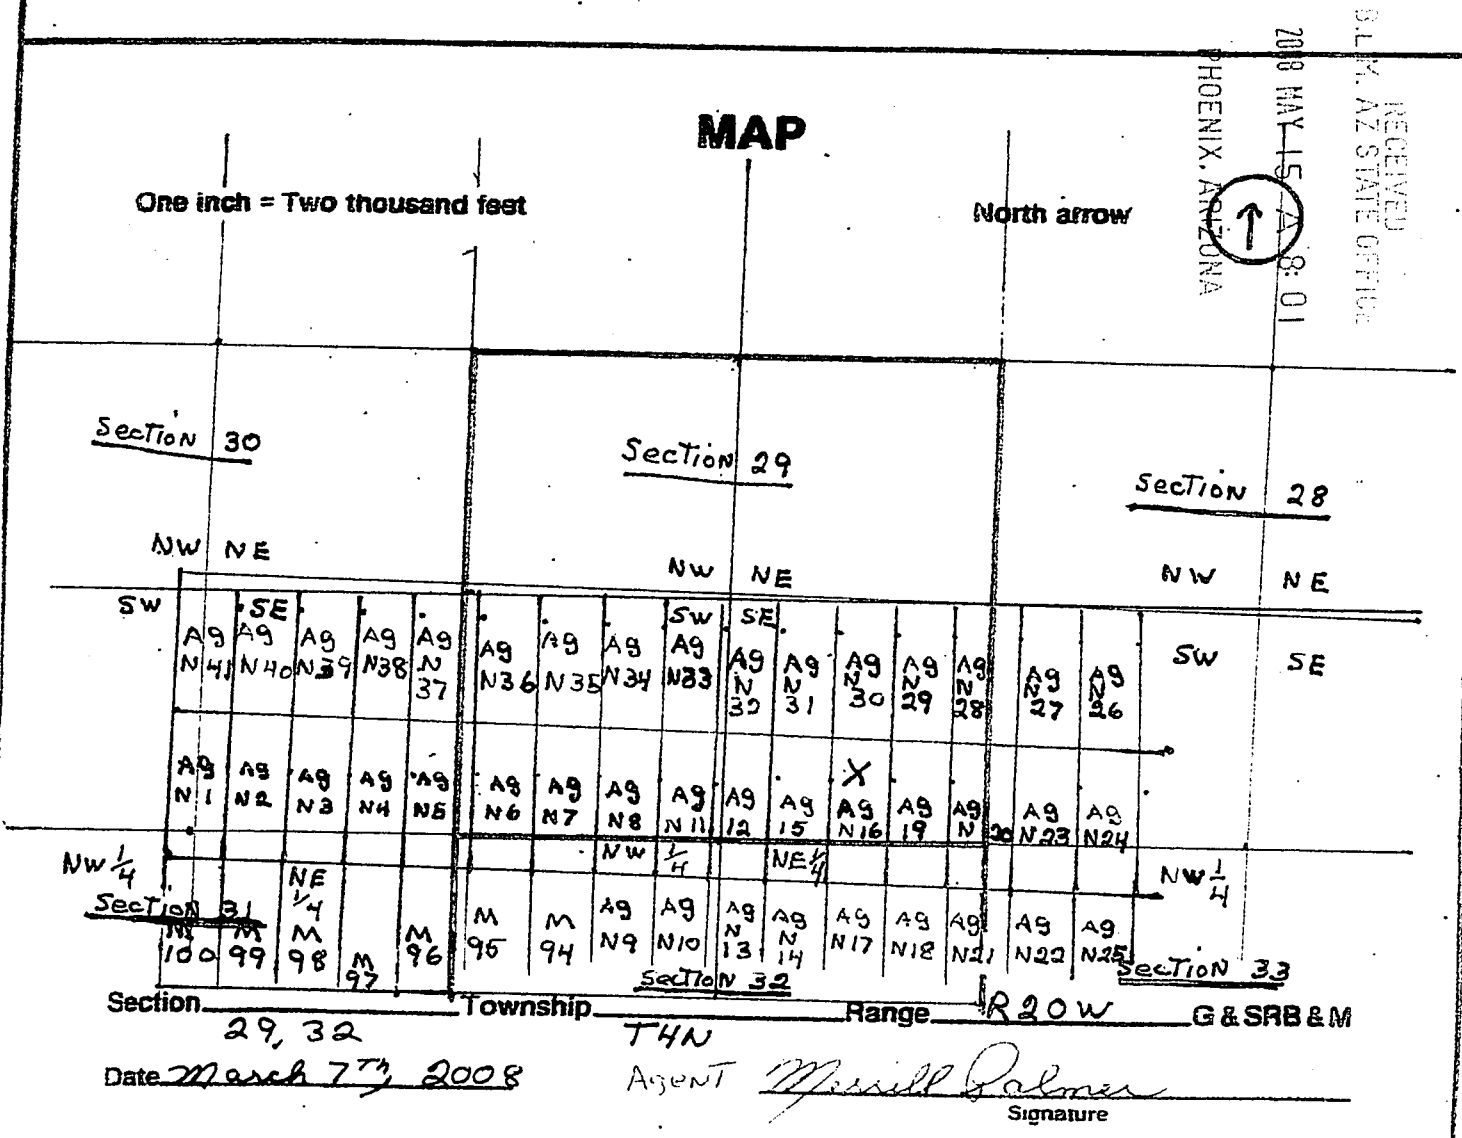 MAP
One inch = Two thousand feet
North arrow
↑
RECEIVED
B.L.M. AZ STATE OFFICE
2008 MAY 15 A 8:01
PHOENIX, ARIZONA
Section 30
Section 29
Section 28
NW NE
NW NE
NW NE
SW SE
SW SE
SW SE
Ag N41 Ag N40 Ag N39 Ag N38 Ag N 37 Ag N36 Ag N35 Ag N34 Ag N33 Ag N 32 Ag N 31 Ag N 30 Ag N 29 Ag N 28 Ag N 27 Ag N 26
X
Ag N1 Ag N2 Ag N3 Ag N4 Ag N5 Ag N6 Ag N7 Ag N8 Ag N11 Ag 12 Ag 15 Ag N16 Ag 19 Ag N 20 Ag N23 Ag N24
NW 1/4 NE 1/4 NW 1/4 NE 1/4 NW 1/4
Section 31
M 100 M 99 M 98 M 97 M 96 M 95 M 94 Ag N9 Ag N10 Ag N 13 Ag N 14 Ag N17 Ag N18 Ag N21 Ag N22 Ag N25
Section 32
Section 33
Section 29, 32 Township T4N Range R20W G & SRB & M
Date March 7Th, 2008 Agent Merrill Palmer
Signature